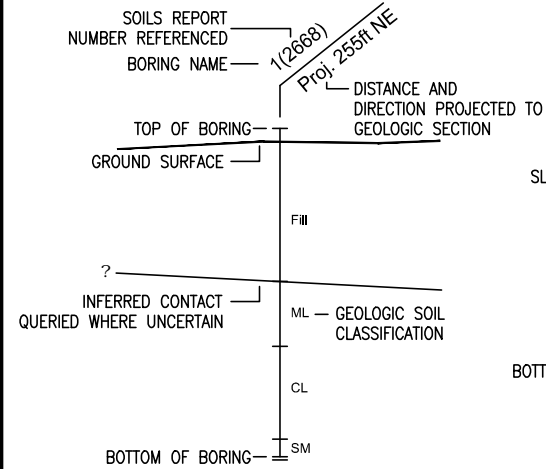 SOILS REPORT
NUMBER REFERENCED
1(2668)
BORING NAME
Proj. 255ft NE
DISTANCE AND
DIRECTION PROJECTED TO
GEOLOGIC SECTION
TOP OF BORING
GROUND SURFACE
SL
Fill
?
INFERRED CONTACT
QUERIED WHERE UNCERTAIN
ML
GEOLOGIC SOIL
CLASSIFICATION
BOTT
CL
SM
BOTTOM OF BORING